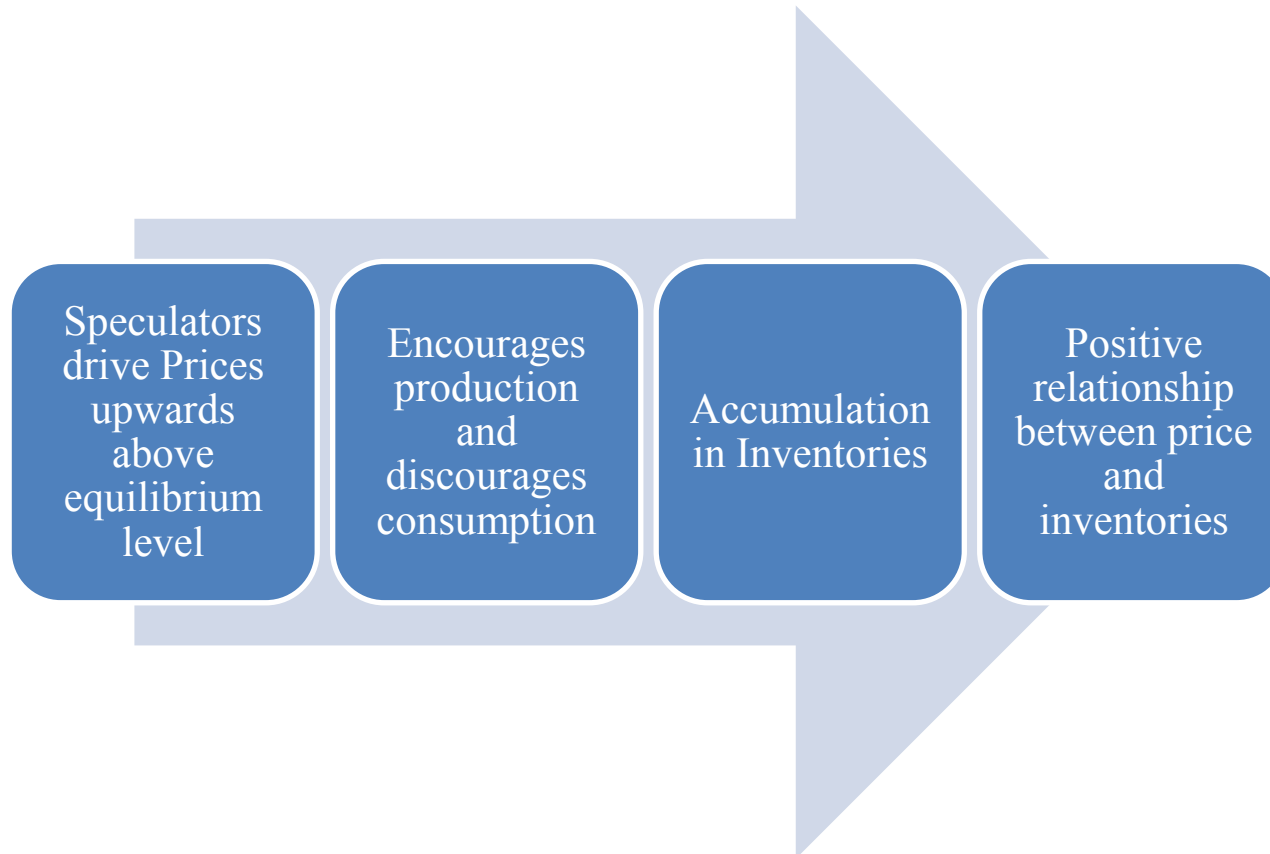 Speculators
drive Prices
upwards
above
equilibrium
level
Encourages
production
and
discourages
consumption
Accumulation
in Inventories
Positive
relationship
between price
and
inventories